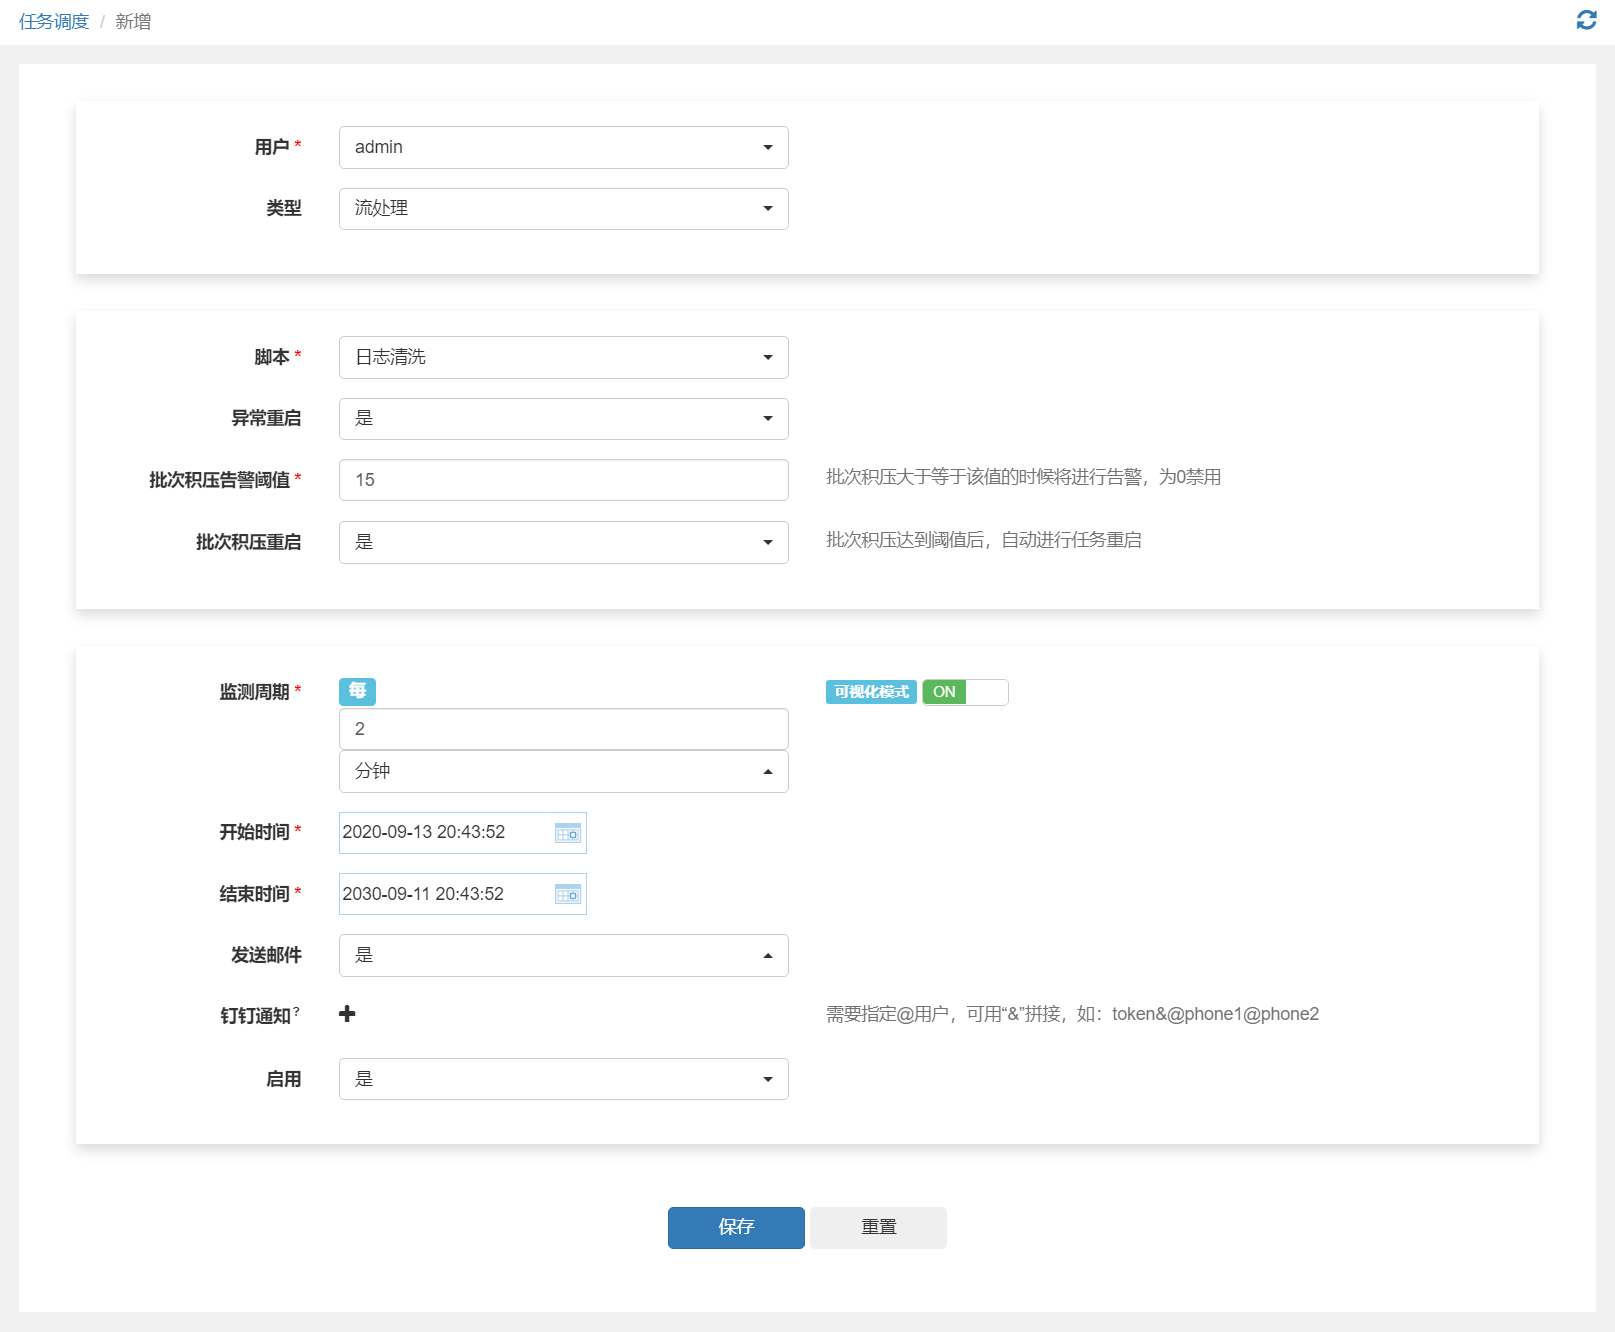 任务调度 / 新增
用户 *
admin
类型
流处理
脚本 *
日志清洗
异常重启
是
批次积压告警阈值 *
15
批次积压大于等于该值的时候将进行告警，为0禁用
批次积压重启
是
批次积压达到阈值后，自动进行任务重启
监测周期 *
每
可视化模式 ON
2
分钟
开始时间 *
2020-09-13 20:43:52
结束时间 *
2030-09-11 20:43:52
发送邮件
是
钉钉通知?
需要指定@用户，可用“&”拼接，如：token&@phone1@phone2
启用
是
保存
重置